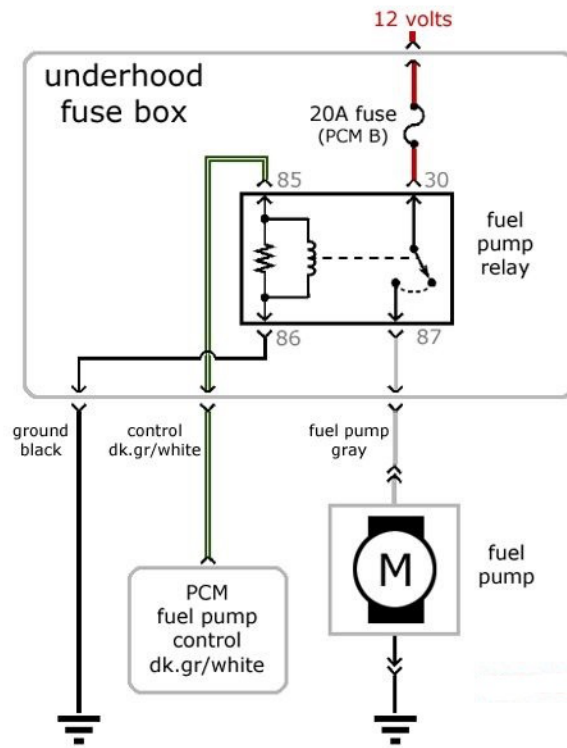 12 volts
underhood
fuse box
20A fuse
(PCM B)
85
30
fuel
pump
relay
86
87
ground
black
control
dk.gr/white
fuel pump
gray
PCM
fuel pump
control
dk.gr/white
M
fuel
pump